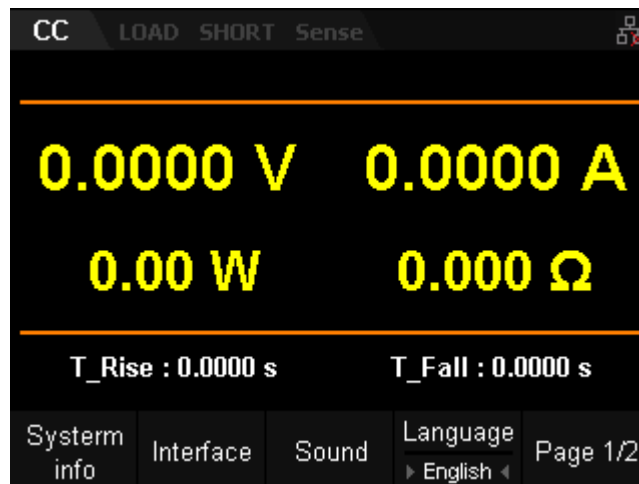 CC LOAD SHORT Sense
0.0000 V 0.0000 A
0.00 W 0.000 Ω
T_Rise : 0.0000 s T_Fall : 0.0000 s
Systerm info Interface Sound Language English Page 1/2